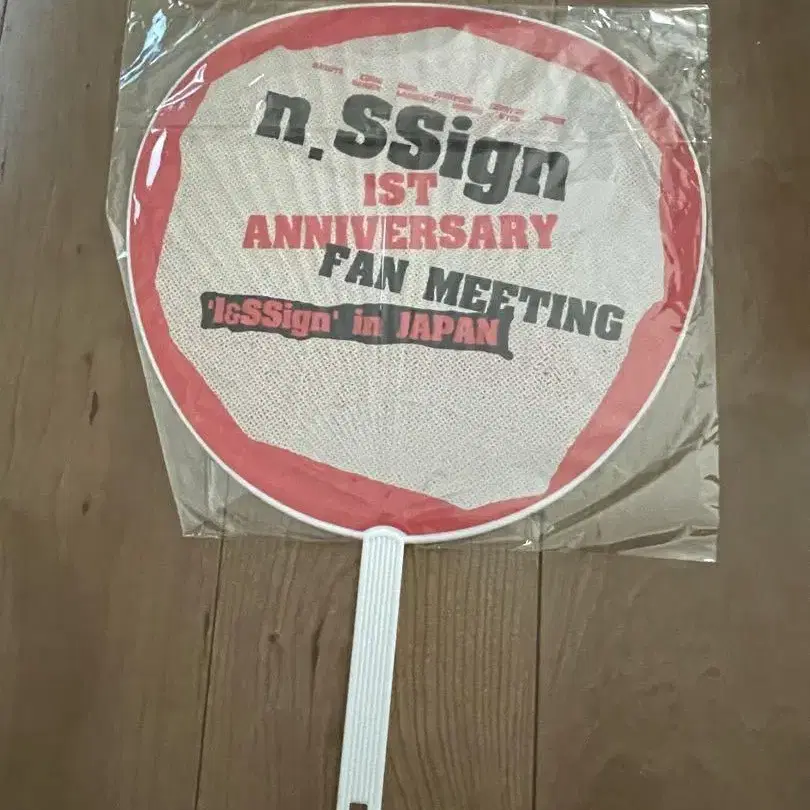 n.SSign
1ST
ANNIVERSARY
FAN MEETING
'I&SSign' in JAPAN